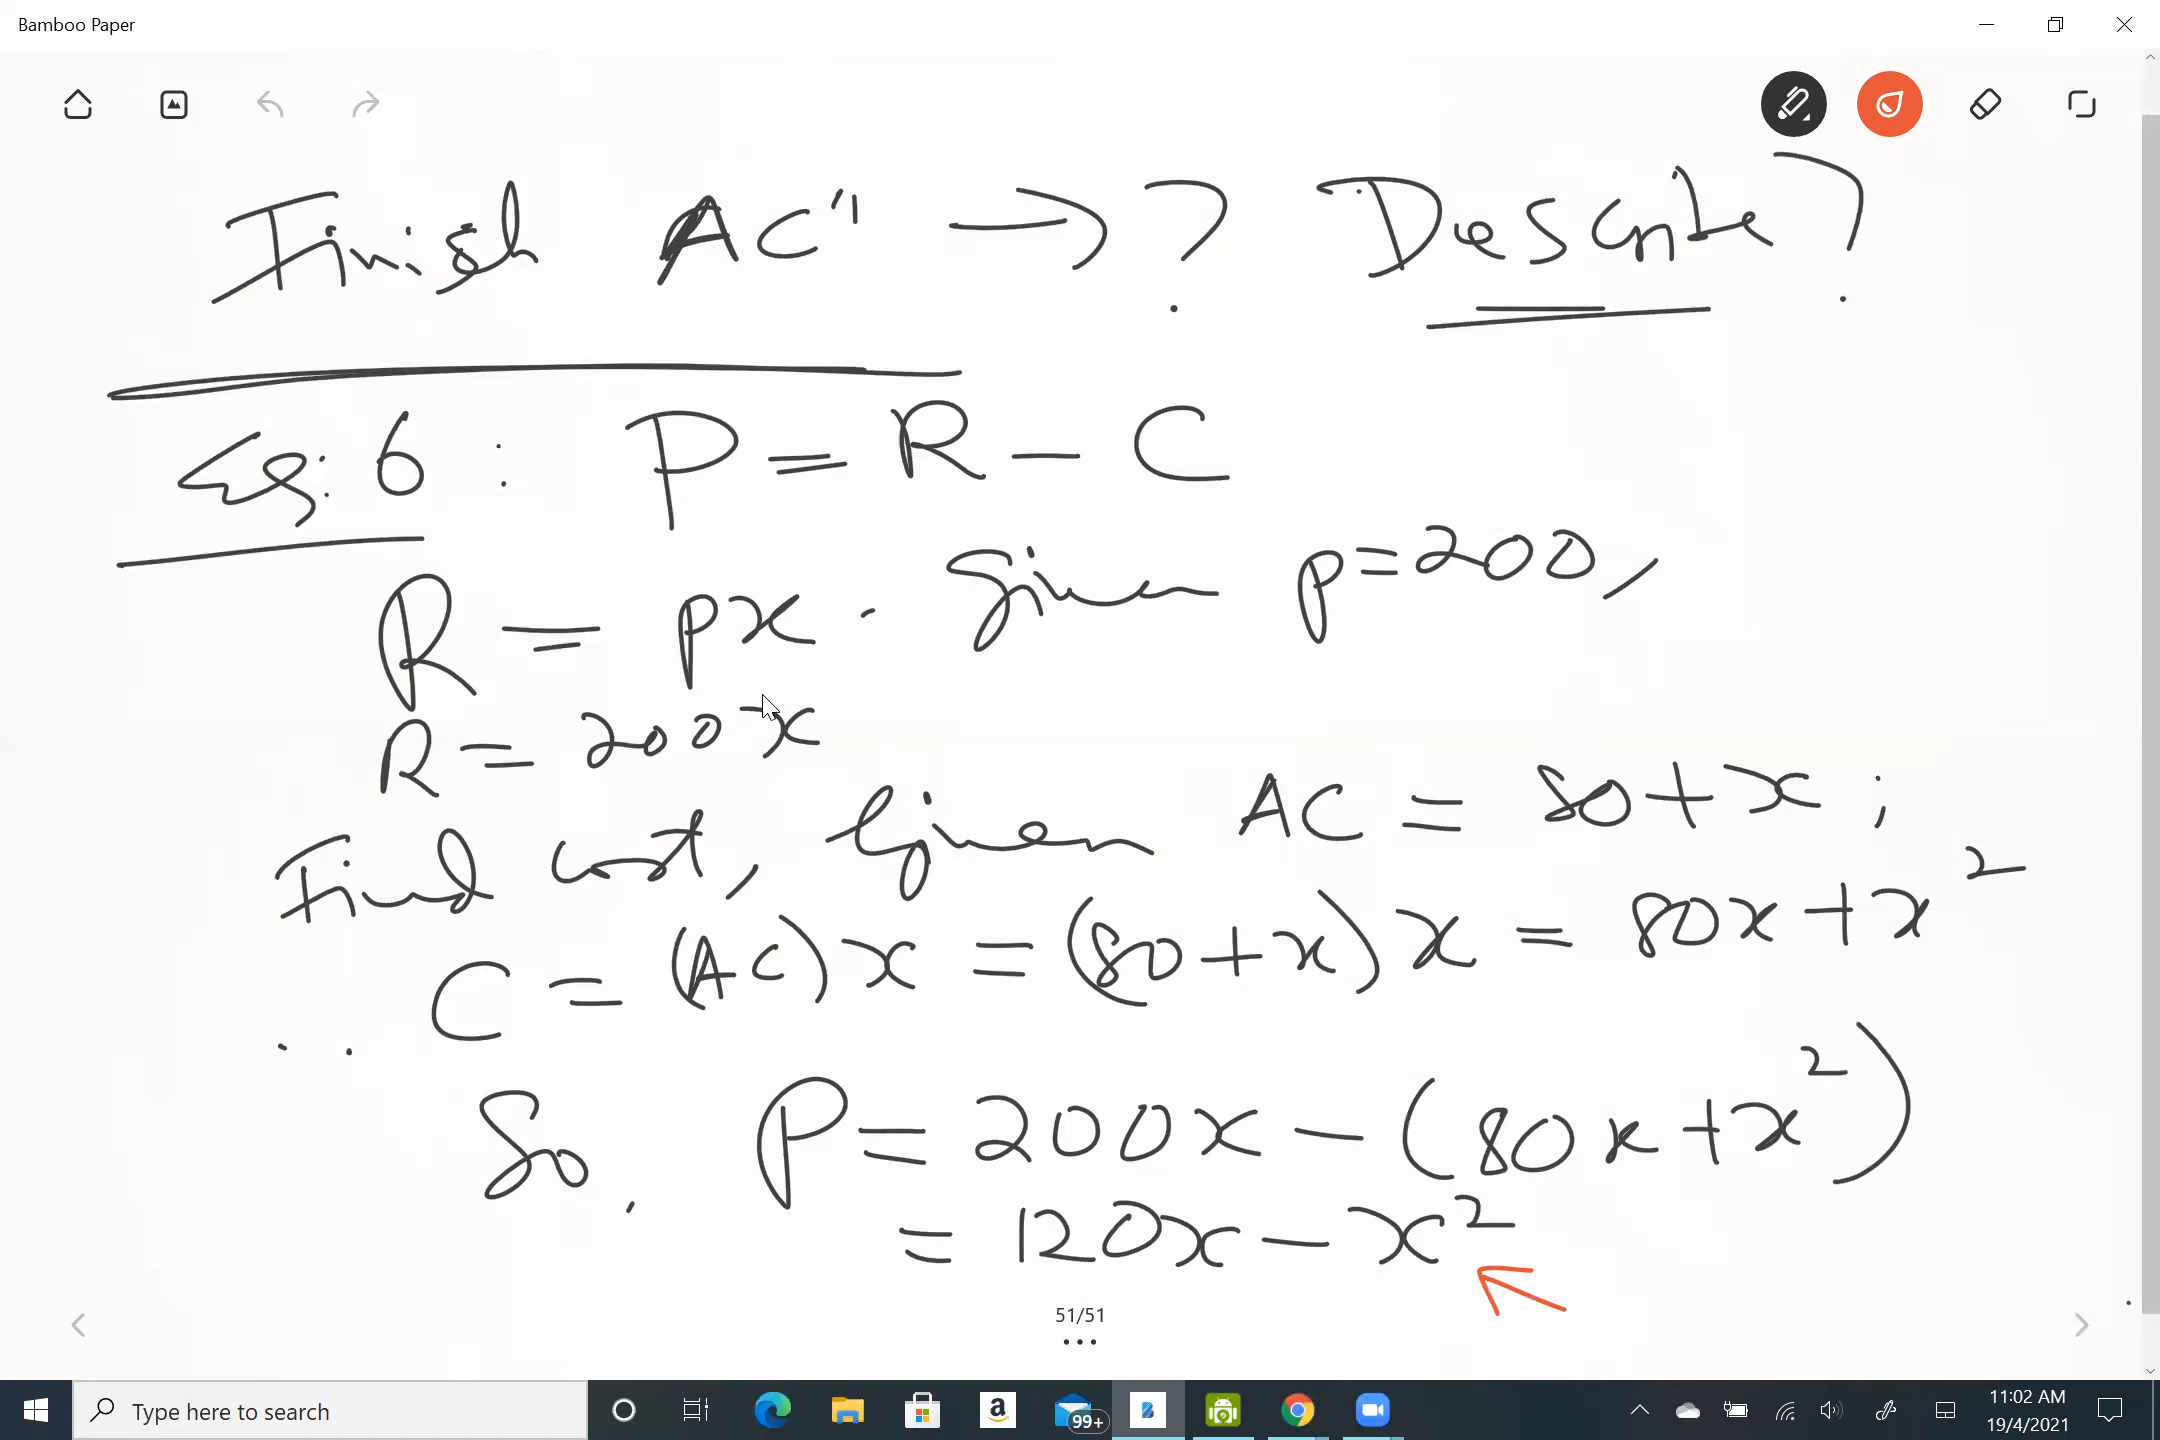 Bamboo Paper
Finish AC' → ? Describe?
Eg: 6 : P = R - C
R = px . Given p = 200,
R = 200x
Find cost, Given AC = 80 + x ;
∴ C = (AC)x = (80 + x)x = 80x + x²
So, P = 200x - (80x + x²)
= 120x - x²
51/51
Type here to search
99+
11:02 AM
19/4/2021